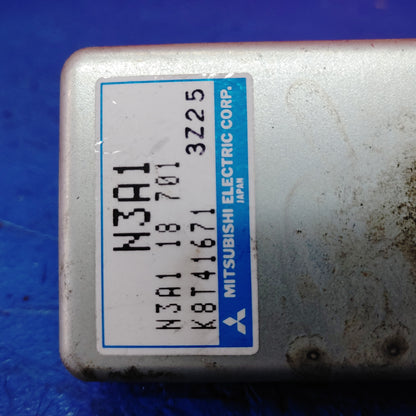 N3A1
N3A1 18 701
K8T41671 3Z25
MITSUBISHI ELECTRIC CORP.
JAPAN